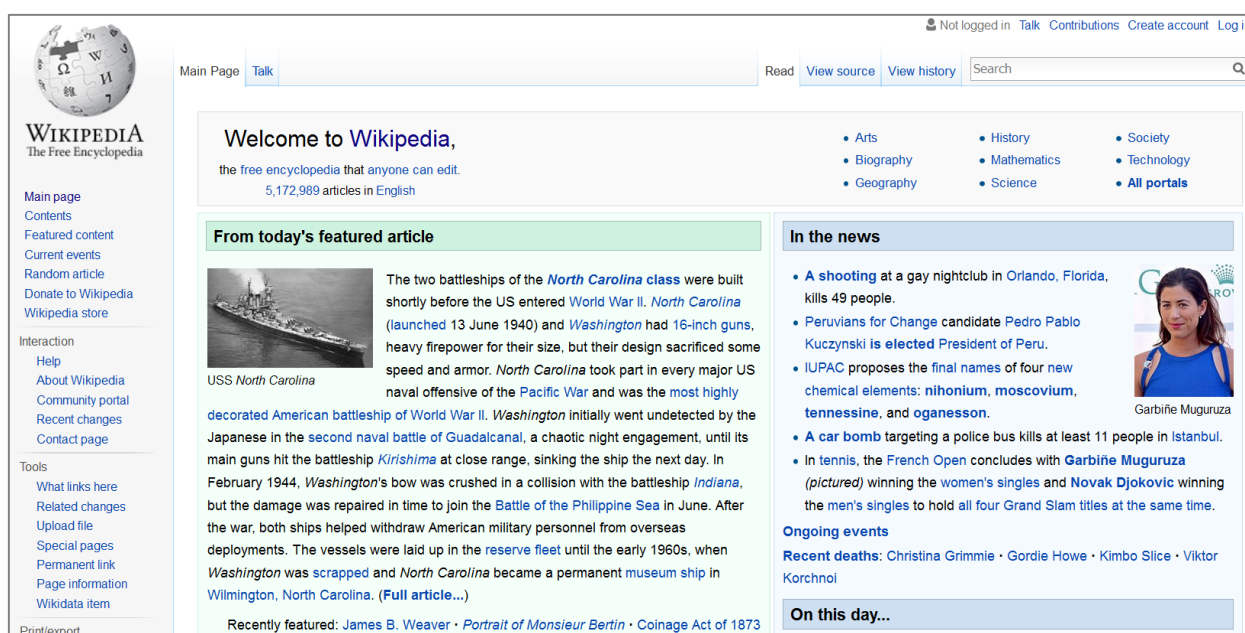 Not logged in Talk Contributions Create account Log i
Main Page Talk
Read View source View history Search
WIKIPEDIA
The Free Encyclopedia
Main page
Contents
Featured content
Current events
Random article
Donate to Wikipedia
Wikipedia store
Interaction
Help
About Wikipedia
Community portal
Recent changes
Contact page
Tools
What links here
Related changes
Upload file
Special pages
Permanent link
Page information
Wikidata item
Print/export
Welcome to Wikipedia,
the free encyclopedia that anyone can edit.
5,172,989 articles in English
• Arts
• Biography
• Geography
• History
• Mathematics
• Science
• Society
• Technology
• All portals
From today's featured article
USS North Carolina
The two battleships of the North Carolina class were built
shortly before the US entered World War II. North Carolina
(launched 13 June 1940) and Washington had 16-inch guns,
heavy firepower for their size, but their design sacrificed some
speed and armor. North Carolina took part in every major US
naval offensive of the Pacific War and was the most highly
decorated American battleship of World War II. Washington initially went undetected by the
Japanese in the second naval battle of Guadalcanal, a chaotic night engagement, until its
main guns hit the battleship Kirishima at close range, sinking the ship the next day. In
February 1944, Washington's bow was crushed in a collision with the battleship Indiana,
but the damage was repaired in time to join the Battle of the Philippine Sea in June. After
the war, both ships helped withdraw American military personnel from overseas
deployments. The vessels were laid up in the reserve fleet until the early 1960s, when
Washington was scrapped and North Carolina became a permanent museum ship in
Wilmington, North Carolina. (Full article...)
Recently featured: James B. Weaver • Portrait of Monsieur Bertin • Coinage Act of 1873
In the news
• A shooting at a gay nightclub in Orlando, Florida,
kills 49 people.
• Peruvians for Change candidate Pedro Pablo
Kuczynski is elected President of Peru.
• IUPAC proposes the final names of four new
chemical elements: nihonium, moscovium,
tennessine, and oganesson.
Garbiñe Muguruza
• A car bomb targeting a police bus kills at least 11 people in Istanbul.
• In tennis, the French Open concludes with Garbiñe Muguruza
(pictured) winning the women's singles and Novak Djokovic winning
the men's singles to hold all four Grand Slam titles at the same time.
Ongoing events
Recent deaths: Christina Grimmie • Gordie Howe • Kimbo Slice • Viktor
Korchnoi
On this day...